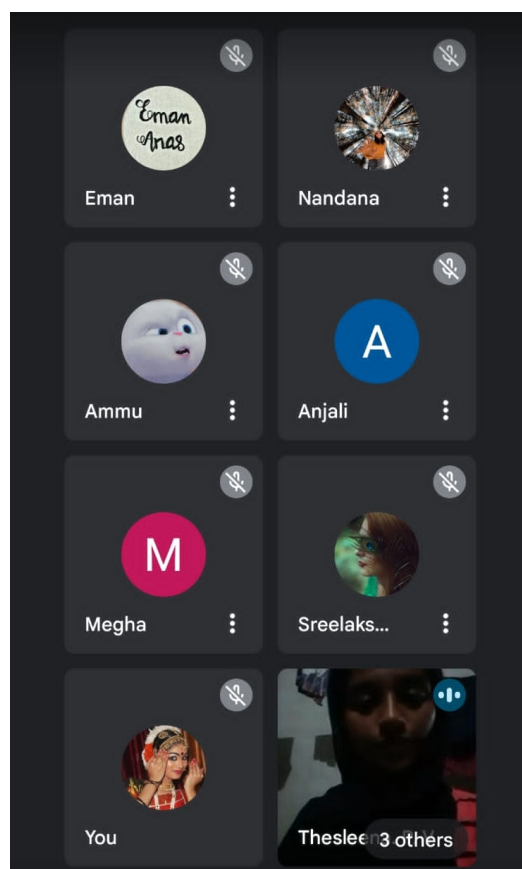 Eman
Anas
Eman
Nandana
A
Ammu
Anjali
M
Megha
Sreelaks...
You
3 others